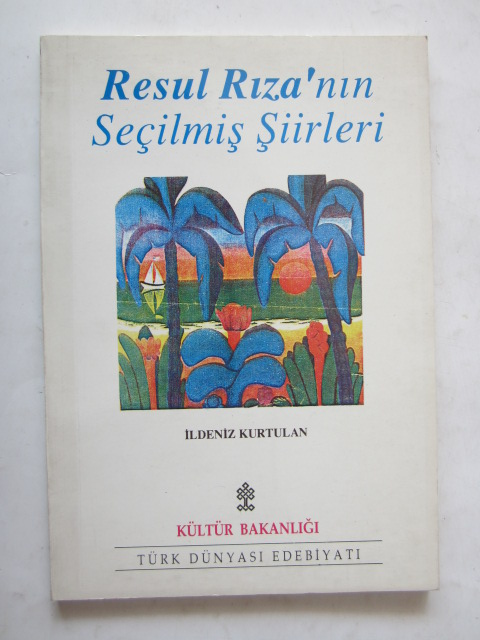 Resul Rıza'nın
Seçilmiş Şiirleri
İLDENİZ KURTULAN
KÜLTÜR BAKANLIĞI
TÜRK DÜNYASI EDEBİYATI